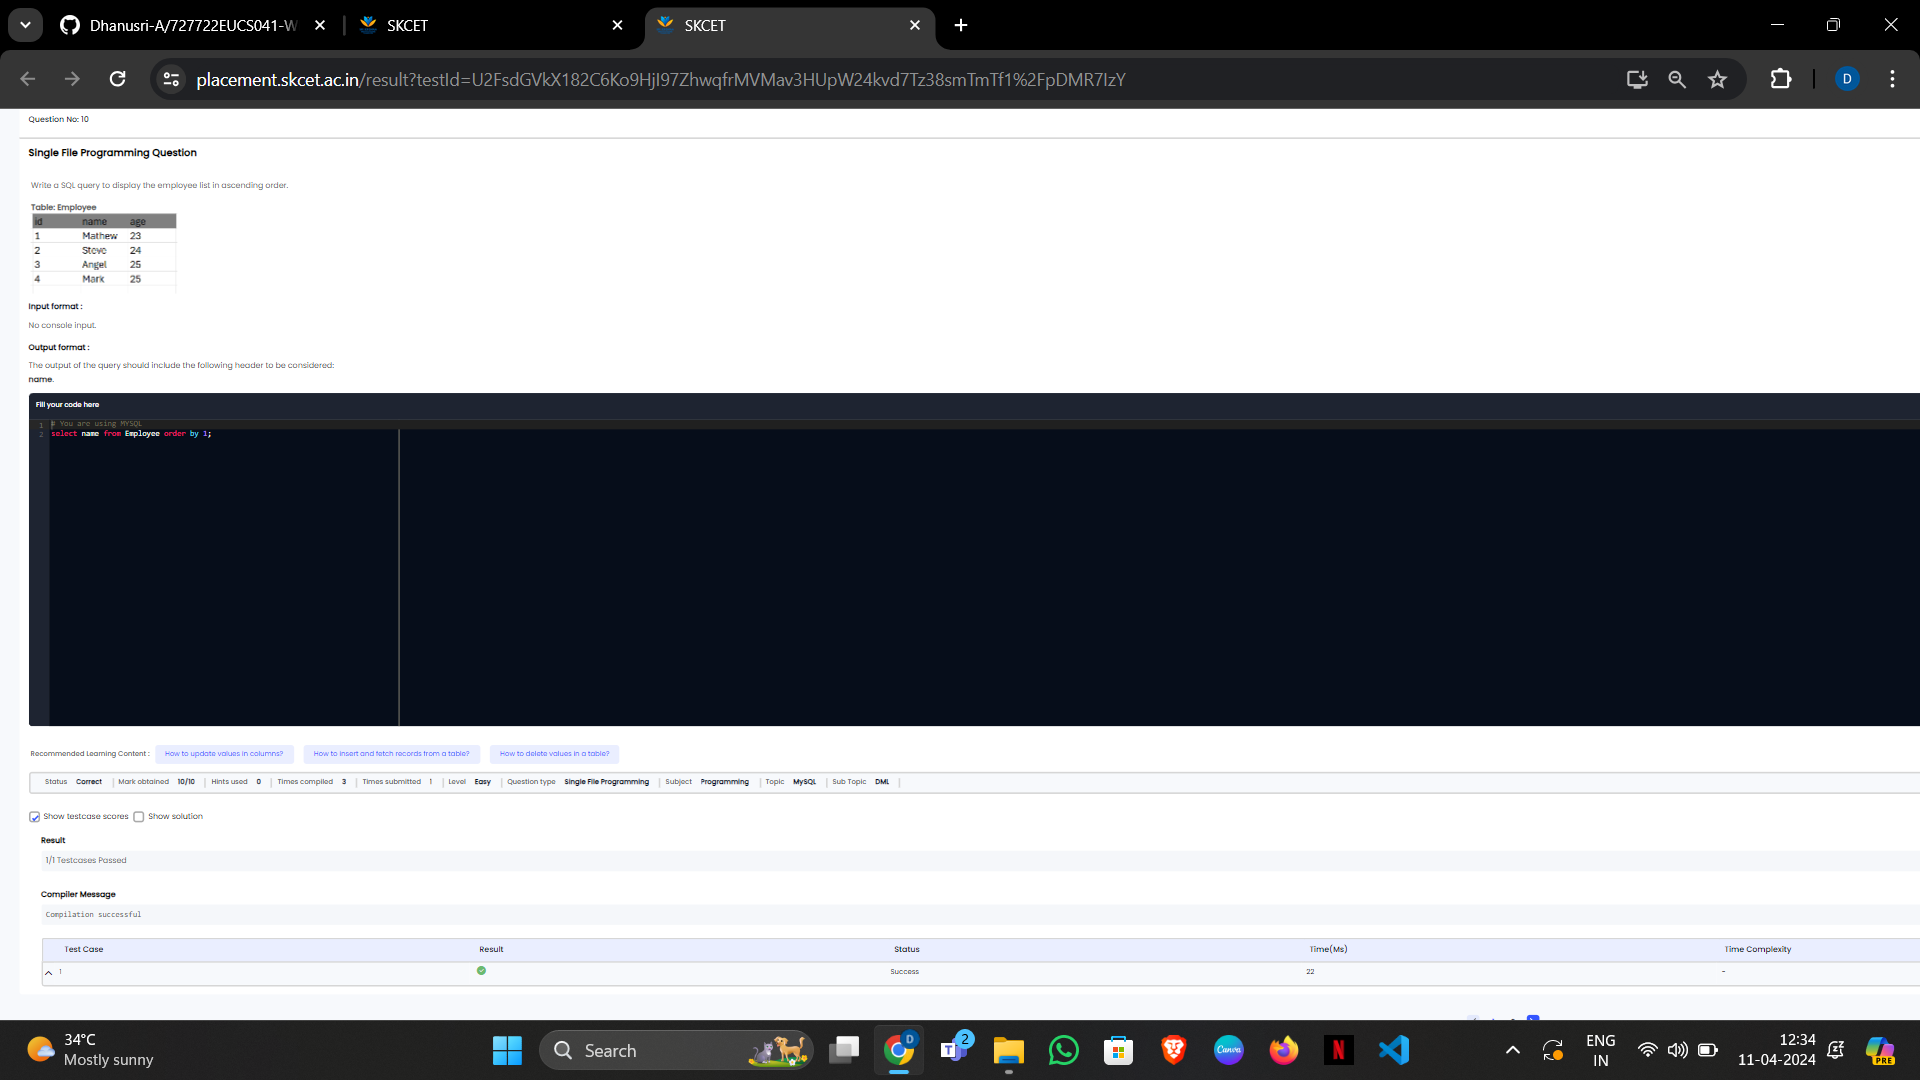 Dhanusri-A/727722EUCS041-W
SKCET
SKCET
placement.skcet.ac.in/result?testId=U2FsdGVkX182C6Ko9HjI97ZhwqfrMVMav3HUpW24kvd7Tz38smTmTf1%2FpDMR7IzY
D
Question No: 10
Single File Programming Question
Write a SQL query to display the employee list in ascending order.
Table: Employee
id name age
1 Mathew 23
2 Steve 24
3 Angel 25
4 Mark 25
Input format :
No console input.
Output format :
The output of the query should include the following header to be considered:
name.
Fill your code here
1 # You are using MYSQL
2 select name from Employee order by 1;
Recommended Learning Content : How to update values in columns? How to insert and fetch records from a table? How to delete values in a table?
Status Correct | Mark obtained 10/10 | Hints used 0 | Times compiled 3 | Times submitted 1 | Level Easy | Question type Single File Programming | Subject Programming | Topic MySQL | Sub Topic DML |
Show testcase scores Show solution
Result
1/1 Testcases Passed
Compiler Message
Compilation successful
Test Case Result Status Time(Ms) Time Complexity
1 Success 22 -
34°C
Mostly sunny
Search
D
T
2
Canva
N
ENG
IN
12:34
11-04-2024
PRE